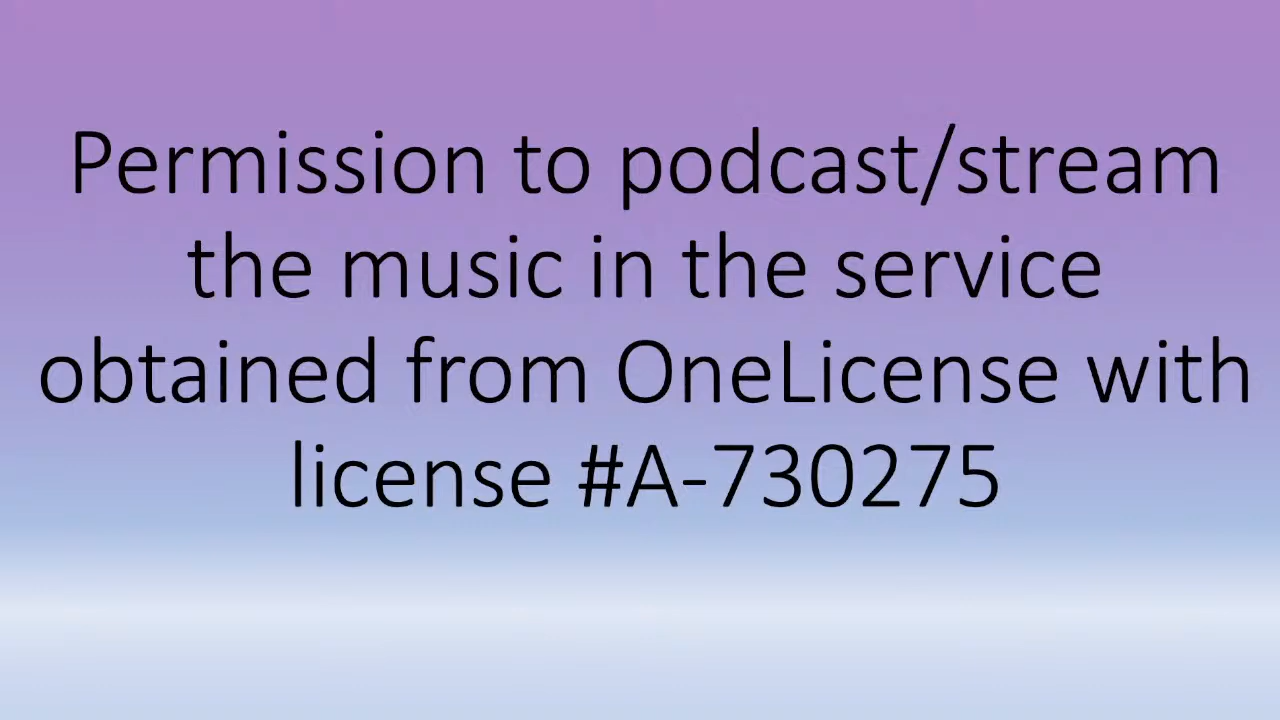 Permission to podcast/stream
the music in the service
obtained from OneLicense with
license #A-730275